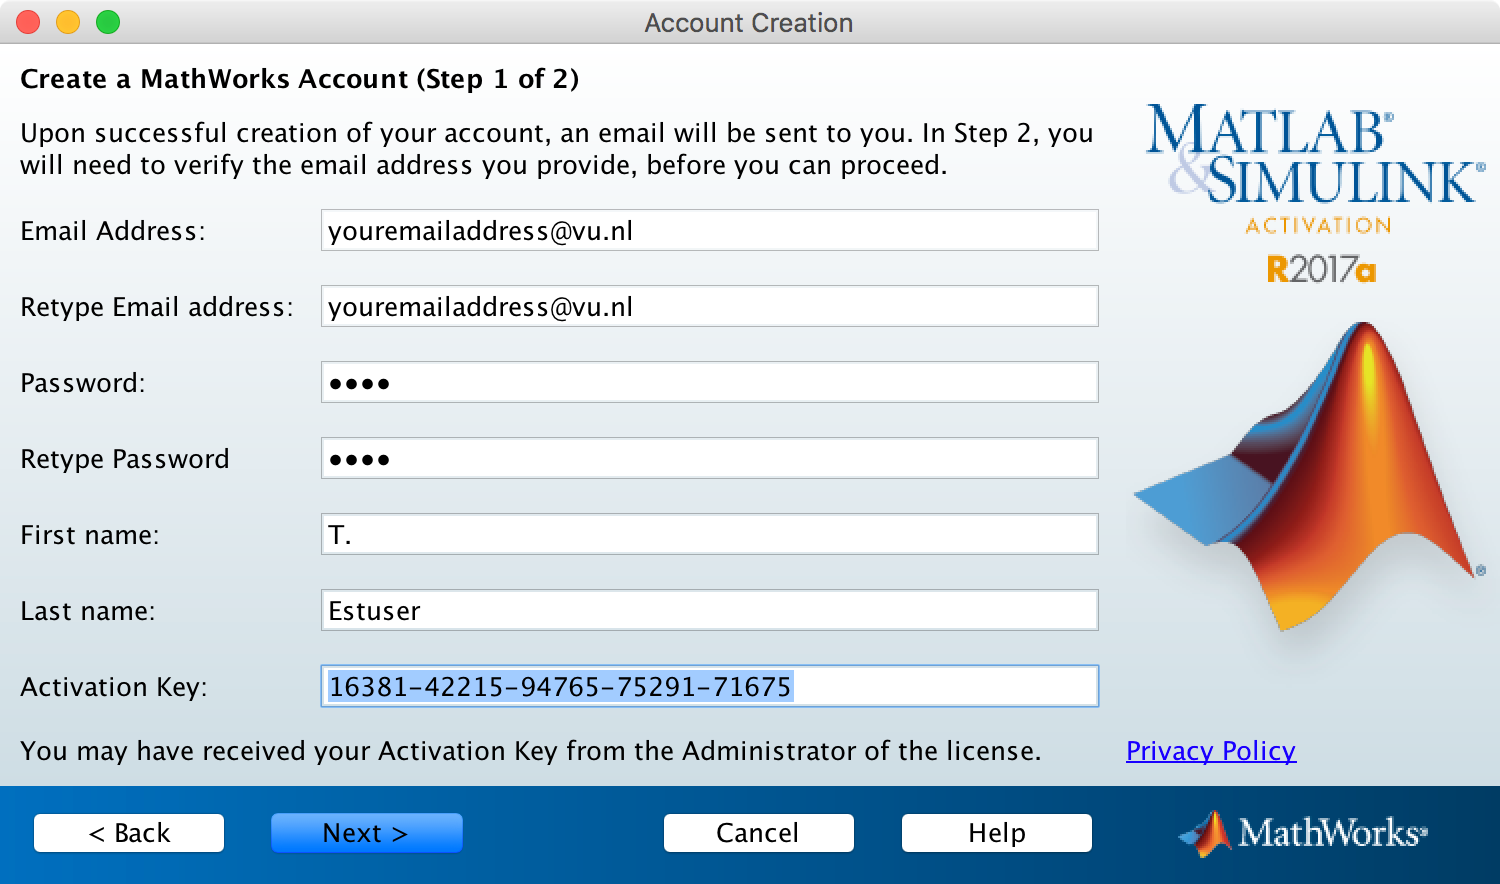 Account Creation
Create a MathWorks Account (Step 1 of 2)
Upon successful creation of your account, an email will be sent to you. In Step 2, you
will need to verify the email address you provide, before you can proceed.
MATLAB®
&SIMULINK®
ACTIVATION
R2017a
Email Address:
youremailaddress@vu.nl
Retype Email address:
youremailaddress@vu.nl
Password:
••••
Retype Password
••••
First name:
T.
®
Last name:
Estuser
Activation Key:
16381-42215-94765-75291-71675
You may have received your Activation Key from the Administrator of the license.
Privacy Policy
< Back
Next >
Cancel
Help
MathWorks®